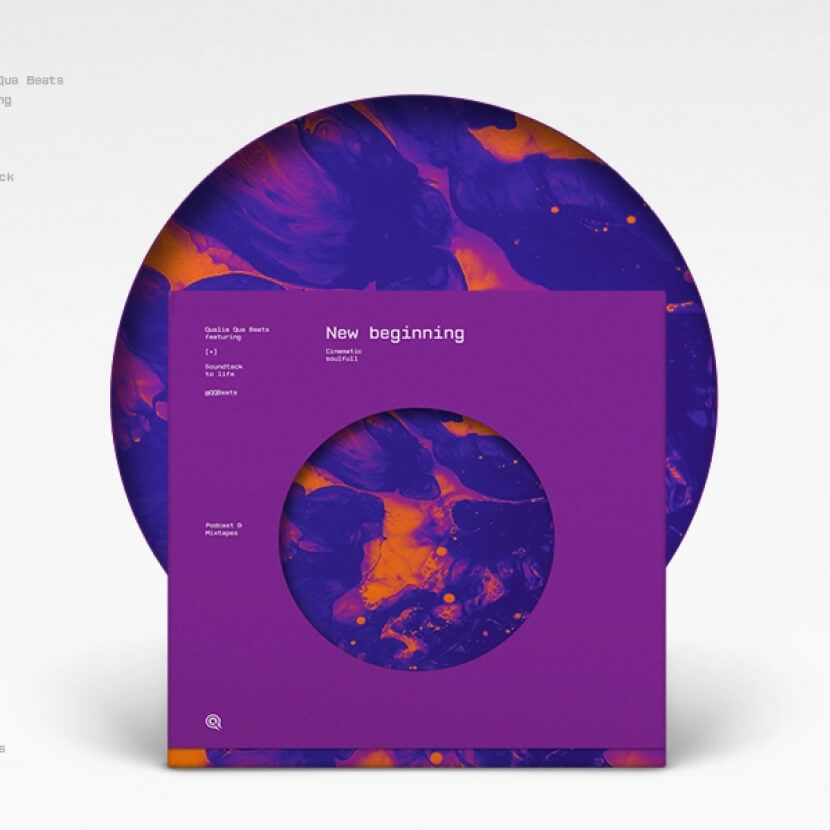 Qua Beats
ng
ck
s
Qualia Qua Beats
featuring
[+]
Soundtack
to life
@QQBeats
New beginning
Cinematic
soulfull
Podcast &
Mixtapes